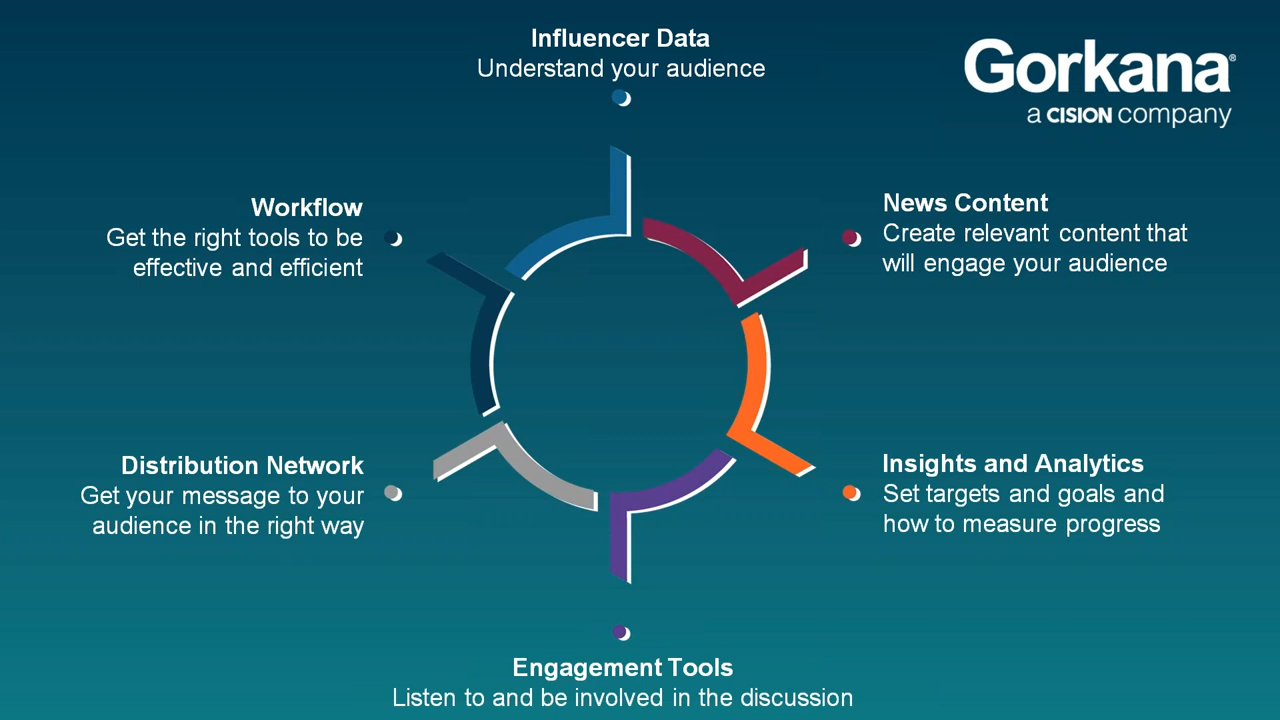 Influencer Data
Understand your audience
Gorkana®
a CISION company
Workflow
Get the right tools to be
effective and efficient
News Content
Create relevant content that
will engage your audience
Distribution Network
Get your message to your
audience in the right way
Insights and Analytics
Set targets and goals and
how to measure progress
Engagement Tools
Listen to and be involved in the discussion